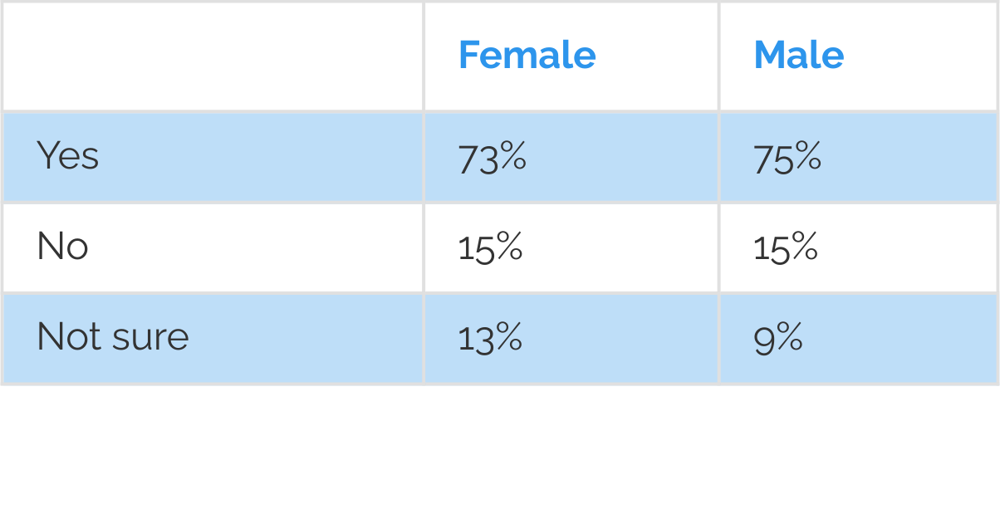 Female Male
Yes 73% 75%
No 15% 15%
Not sure 13% 9%